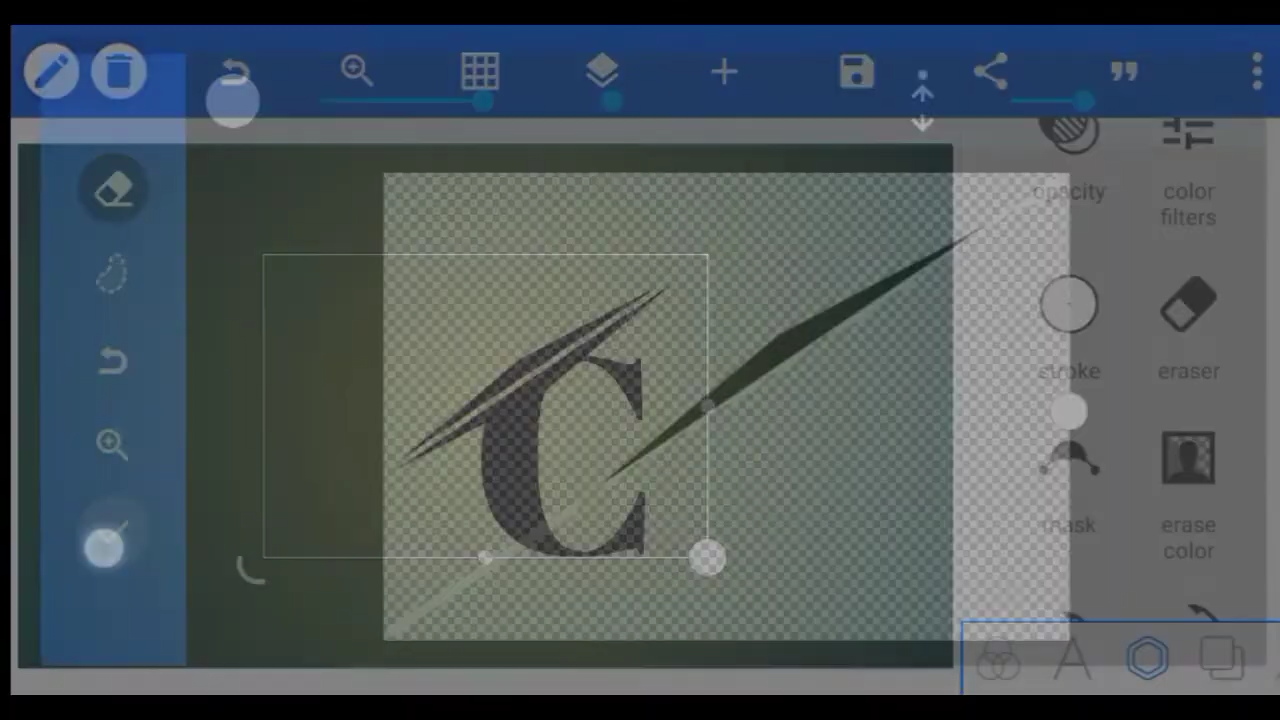 opacity
color
filters
stroke
eraser
mask
erase
color
C